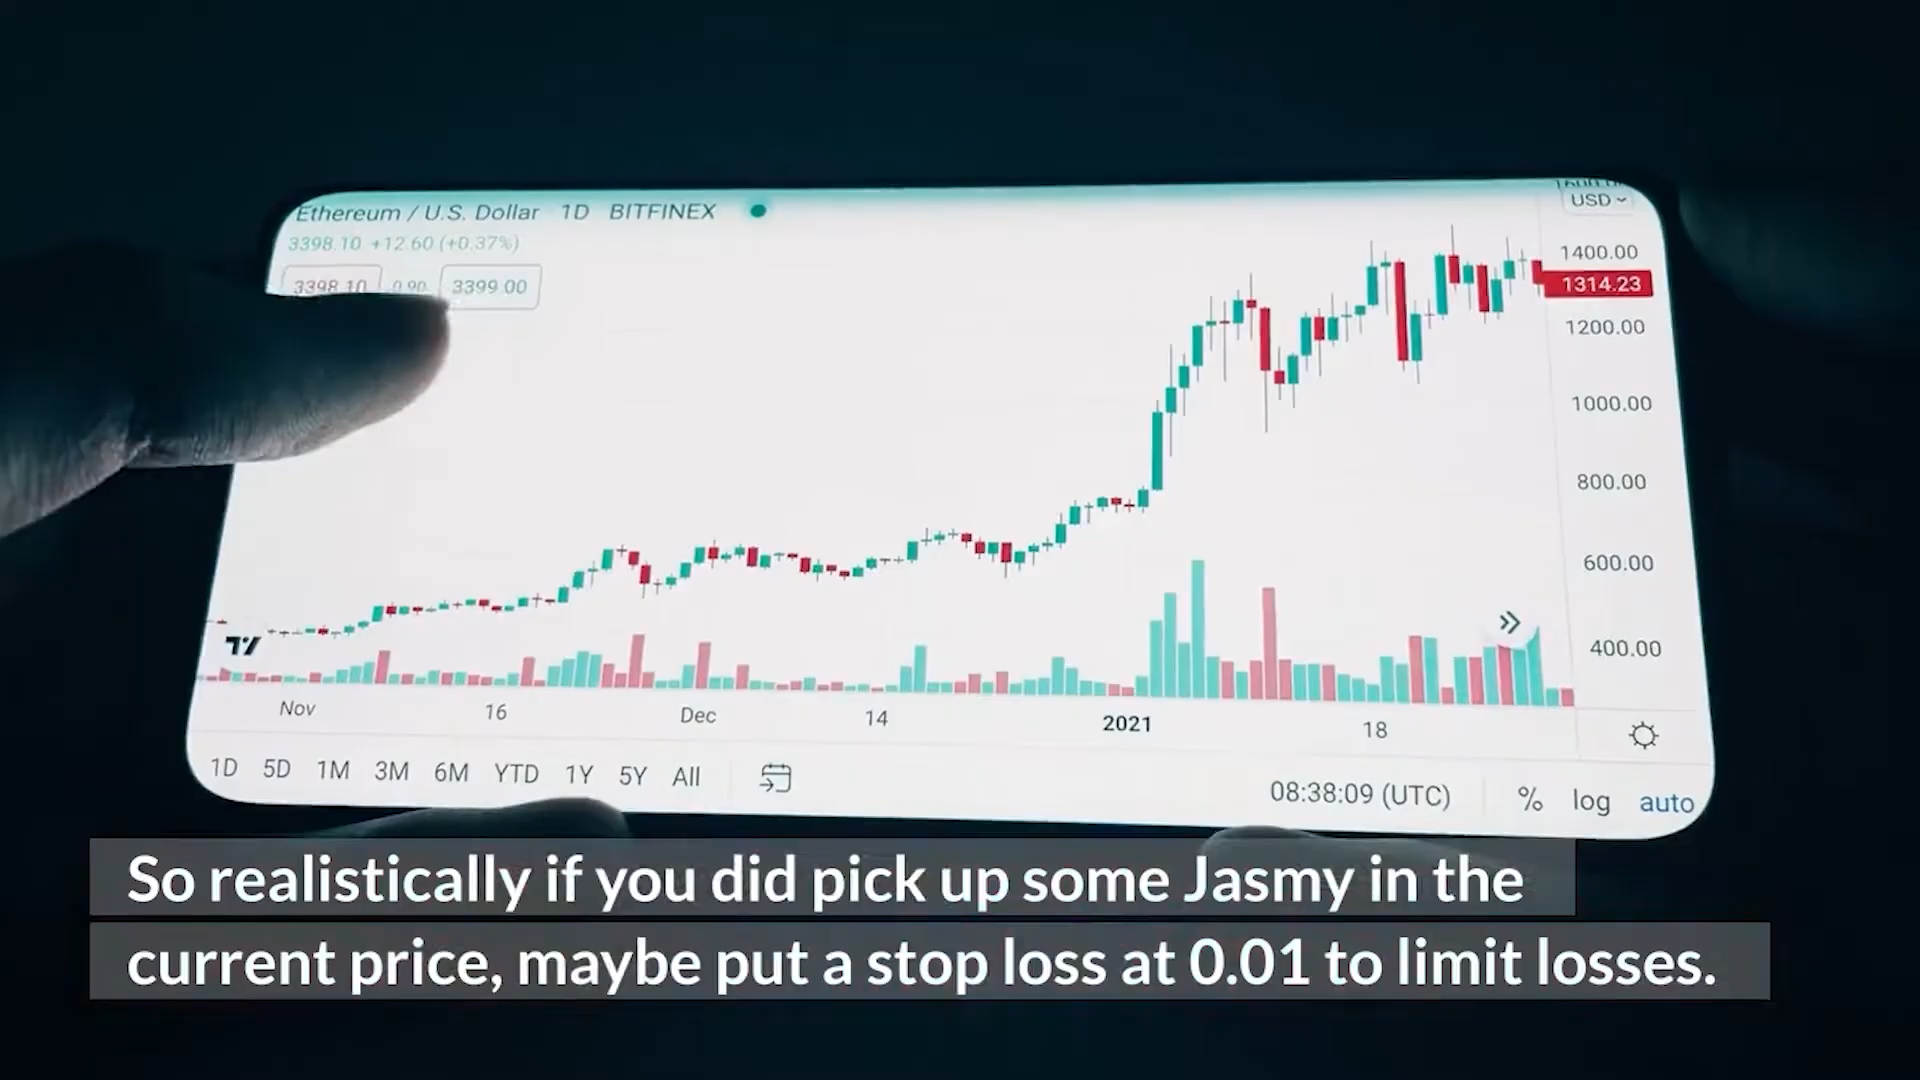 USD
Ethereum / U.S. Dollar 1D BITFINEX
3398.10 +12.60 (+0.37%)
3398.10 0.90 3399.00
1400.00
1314.23
1200.00
1000.00
800.00
600.00
400.00
Nov 16 Dec 14 2021 18
1D 5D 1M 3M 6M YTD 1Y 5Y All
08:38:09 (UTC) % log auto
So realistically if you did pick up some Jasmy in the
current price, maybe put a stop loss at 0.01 to limit losses.